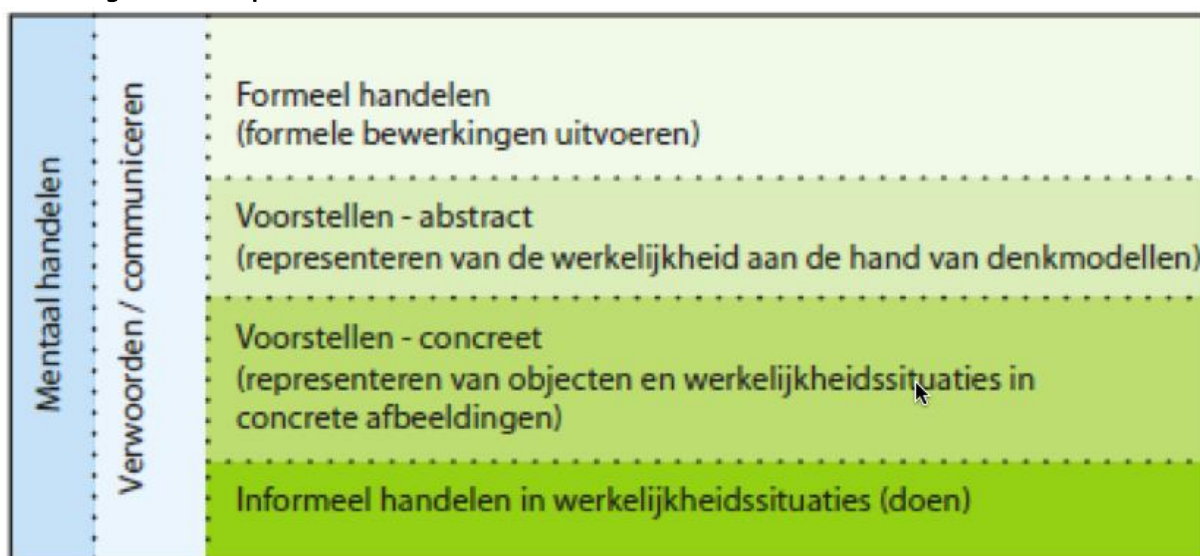 Mentaal handelen
Verwoorden / communiceren
Formeel handelen
(formele bewerkingen uitvoeren)
Voorstellen - abstract
(representeren van de werkelijkheid aan de hand van denkmodellen)
Voorstellen - concreet
(representeren van objecten en werkelijkheidssituaties in
concrete afbeeldingen)
Informeel handelen in werkelijkheidssituaties (doen)